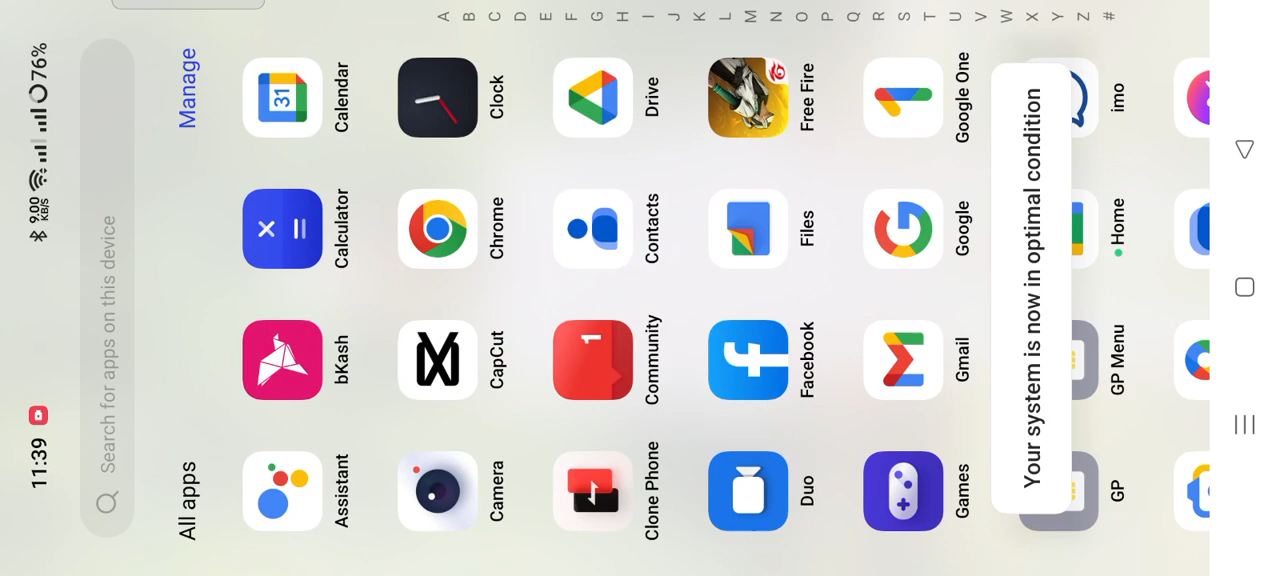 11:39
9.00 KB/S
76%
Search for apps on this device
All apps
Manage
Assistant
bKash
Calculator
31
Calendar
Camera
CapCut
Chrome
Clock
Clone Phone
1
Community
Contacts
Drive
Duo
Facebook
Files
Free Fire
Games
Gmail
Google
Google One
Your system is now in optimal condition
GP
GP Menu
Home
imo
A
B
C
D
E
F
G
H
I
J
K
L
M
N
O
P
Q
R
S
T
U
V
W
X
Y
Z
#